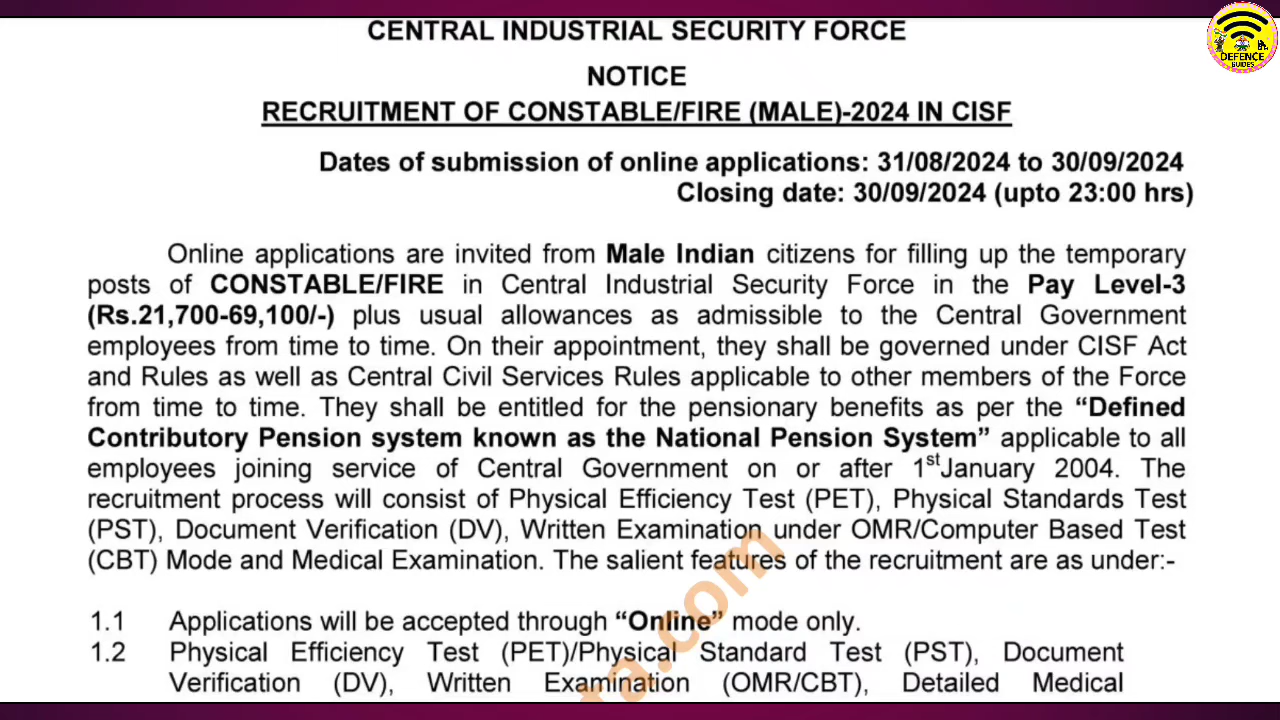 CENTRAL INDUSTRIAL SECURITY FORCE
NOTICE
RECRUITMENT OF CONSTABLE/FIRE (MALE)-2024 IN CISF
Dates of submission of online applications: 31/08/2024 to 30/09/2024
Closing date: 30/09/2024 (upto 23:00 hrs)
Online applications are invited from Male Indian citizens for filling up the temporary
posts of CONSTABLE/FIRE in Central Industrial Security Force in the Pay Level-3
(Rs.21,700-69,100/-) plus usual allowances as admissible to the Central Government
employees from time to time. On their appointment, they shall be governed under CISF Act
and Rules as well as Central Civil Services Rules applicable to other members of the Force
from time to time. They shall be entitled for the pensionary benefits as per the “Defined
Contributory Pension system known as the National Pension System” applicable to all
employees joining service of Central Government on or after 1stJanuary 2004. The
recruitment process will consist of Physical Efficiency Test (PET), Physical Standards Test
(PST), Document Verification (DV), Written Examination under OMR/Computer Based Test
(CBT) Mode and Medical Examination. The salient features of the recruitment are as under:-
1.1 Applications will be accepted through “Online” mode only.
1.2 Physical Efficiency Test (PET)/Physical Standard Test (PST), Document
Verification (DV), Written Examination (OMR/CBT), Detailed Medical
DEFENCE
GUIDES
ta.com